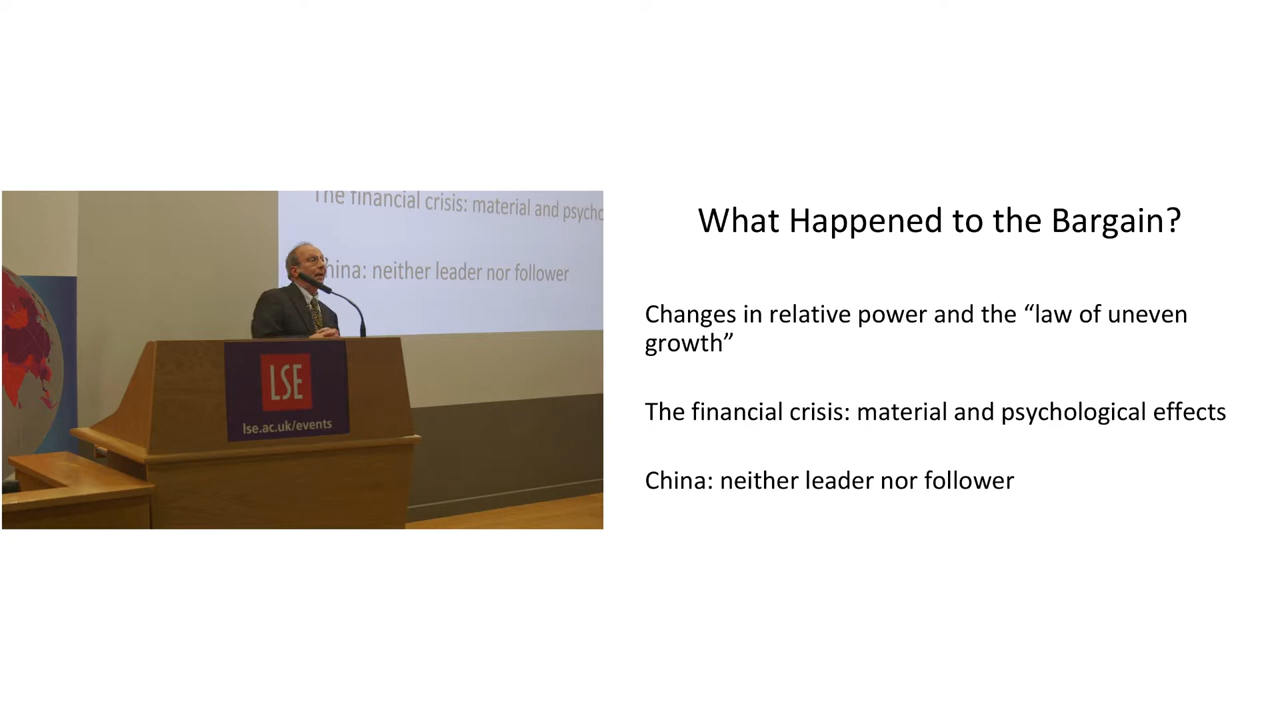 The financial crisis: material and psycho
China: neither leader nor follower
LSE
lse.ac.uk/events
What Happened to the Bargain?
Changes in relative power and the “law of uneven
growth”
The financial crisis: material and psychological effects
China: neither leader nor follower